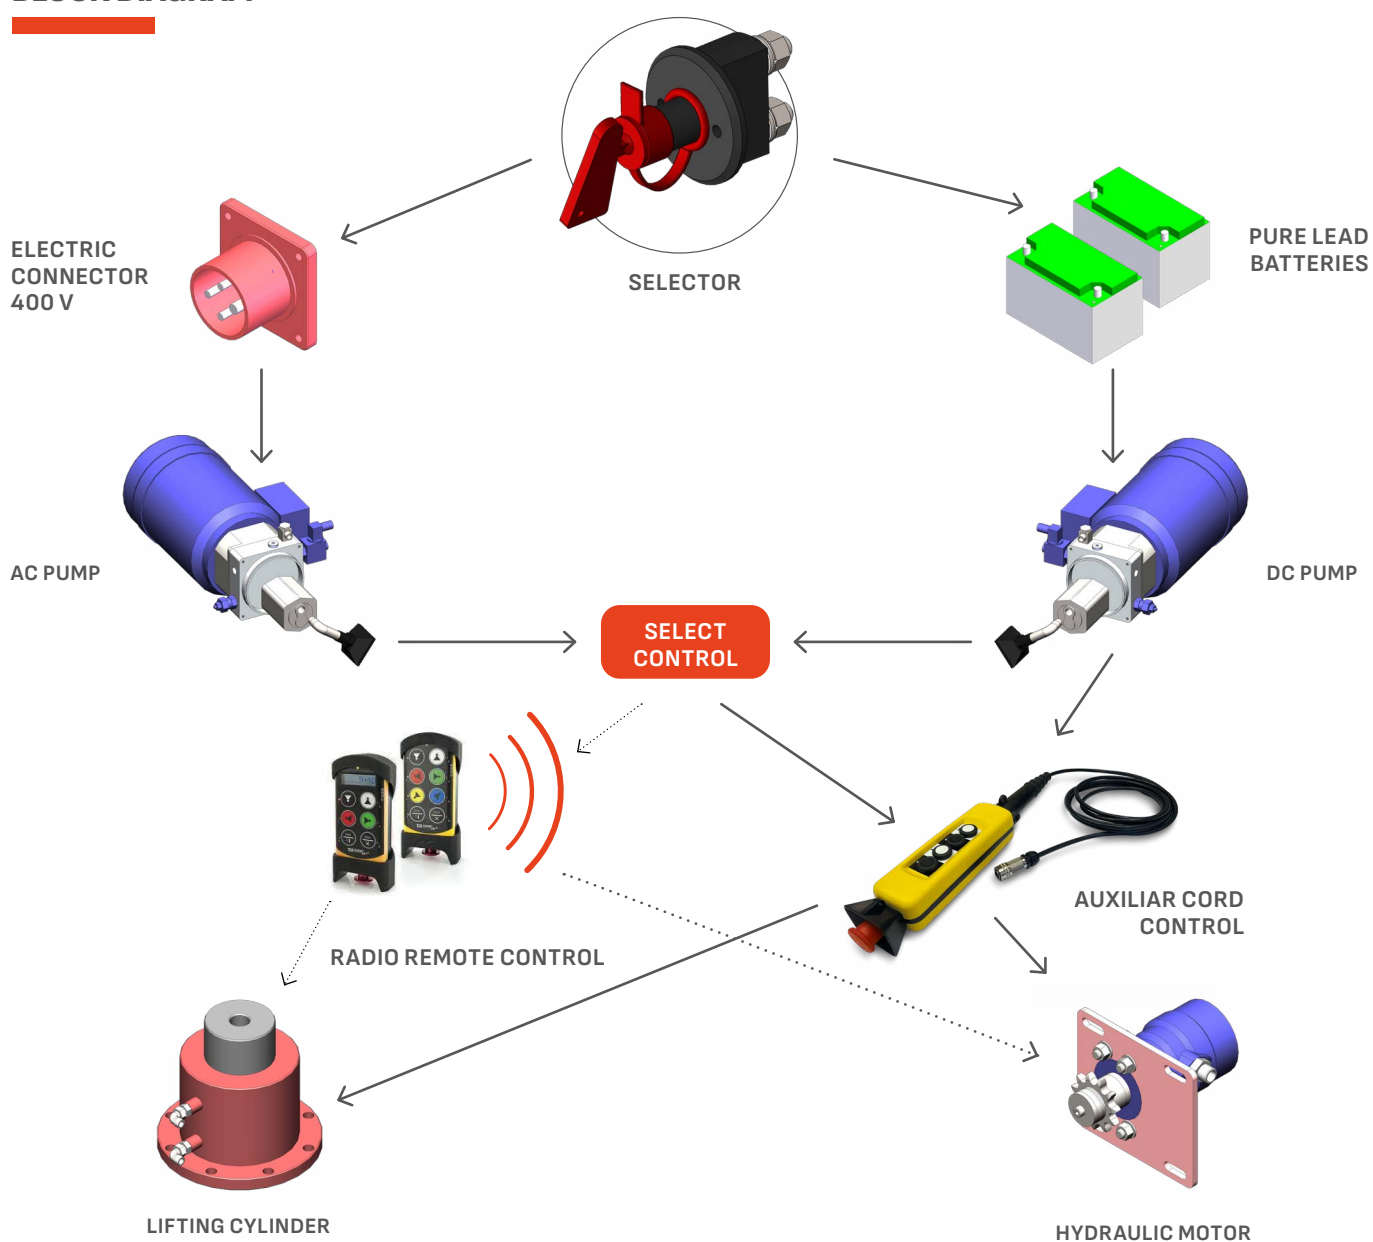 SELECTOR
ELECTRIC
CONNECTOR
400 V
PURE LEAD
BATTERIES
AC PUMP
DC PUMP
SELECT
CONTROL
RADIO REMOTE CONTROL
AUXILIAR CORD
CONTROL
LIFTING CYLINDER
HYDRAULIC MOTOR